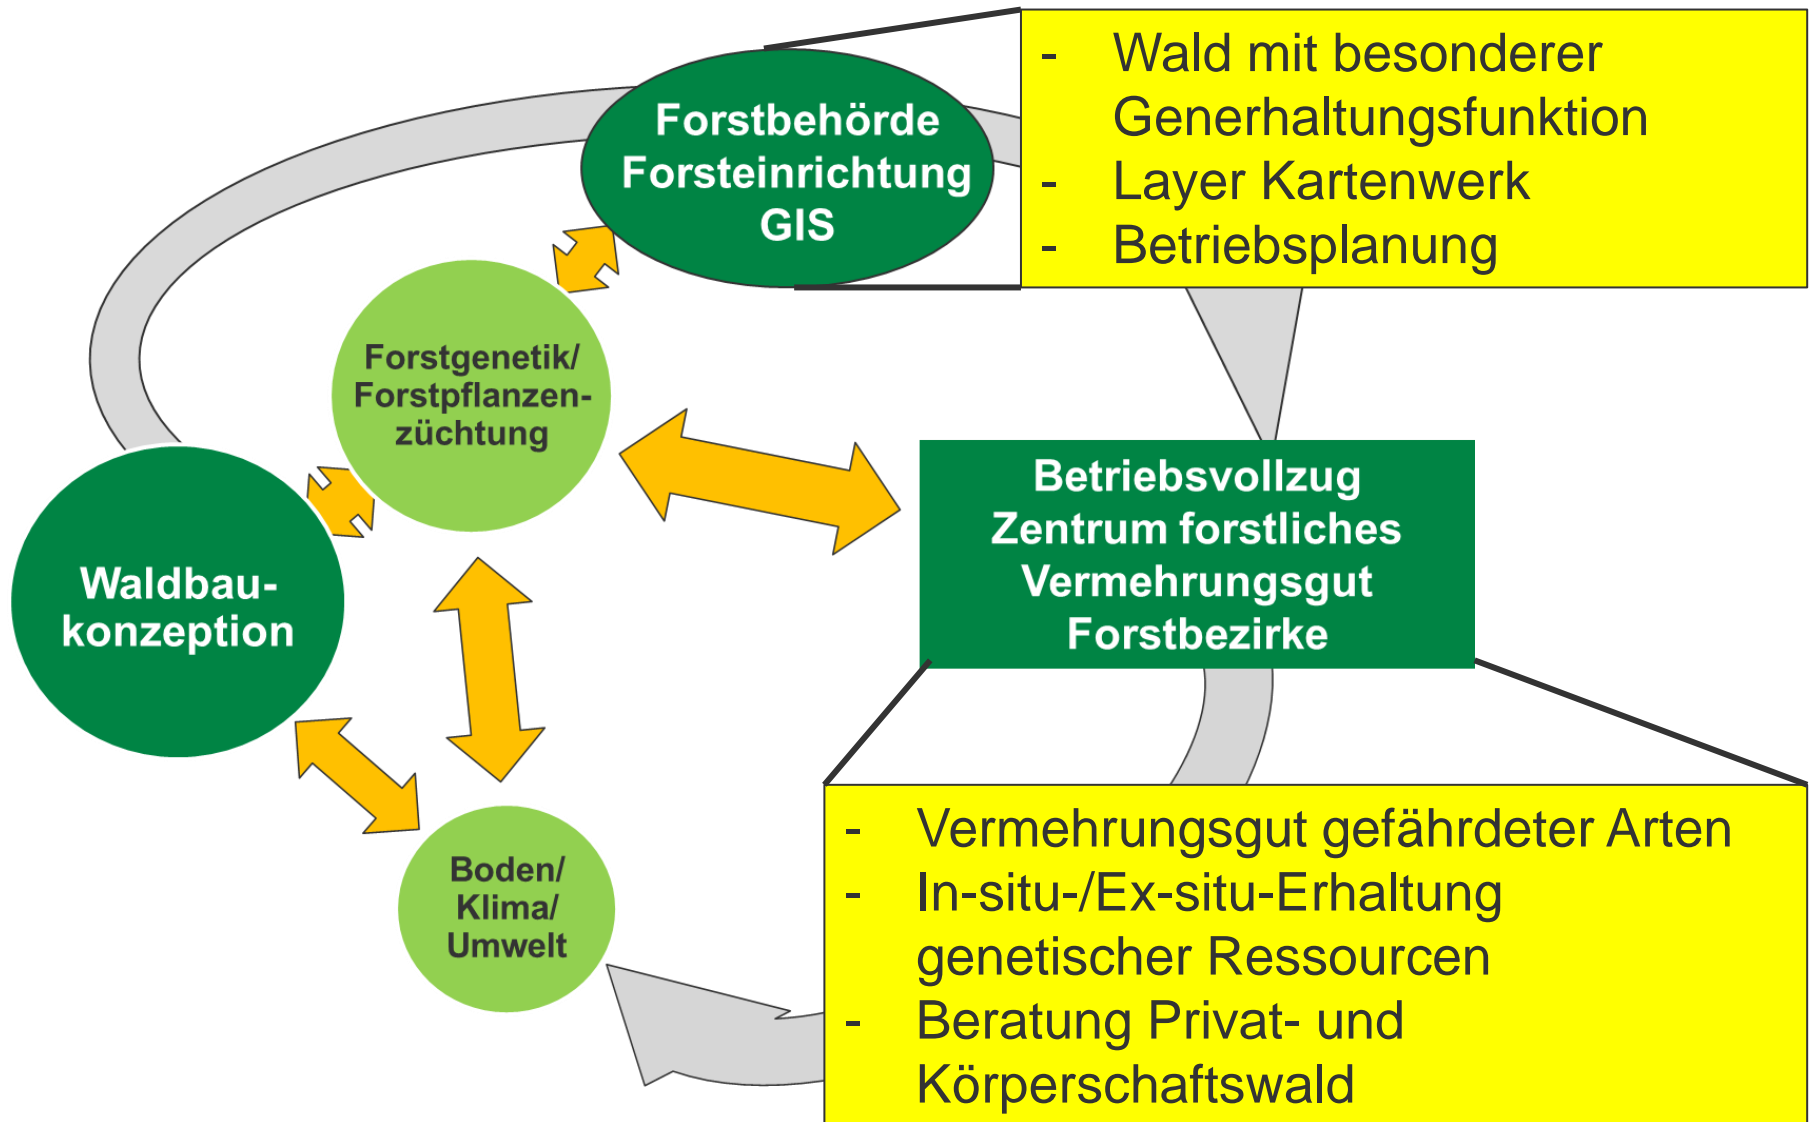 Forstbehörde
Forsteinrichtung
GIS
- Wald mit besonderer
Generhaltungsfunktion
- Layer Kartenwerk
- Betriebsplanung
Forstgenetik/
Forstpflanzen-
züchtung
Waldbau-
konzeption
Betriebsvollzug
Zentrum forstliches
Vermehrungsgut
Forstbezirke
Boden/
Klima/
Umwelt
- Vermehrungsgut gefährdeter Arten
- In-situ-/Ex-situ-Erhaltung
genetischer Ressourcen
- Beratung Privat- und
Körperschaftswald